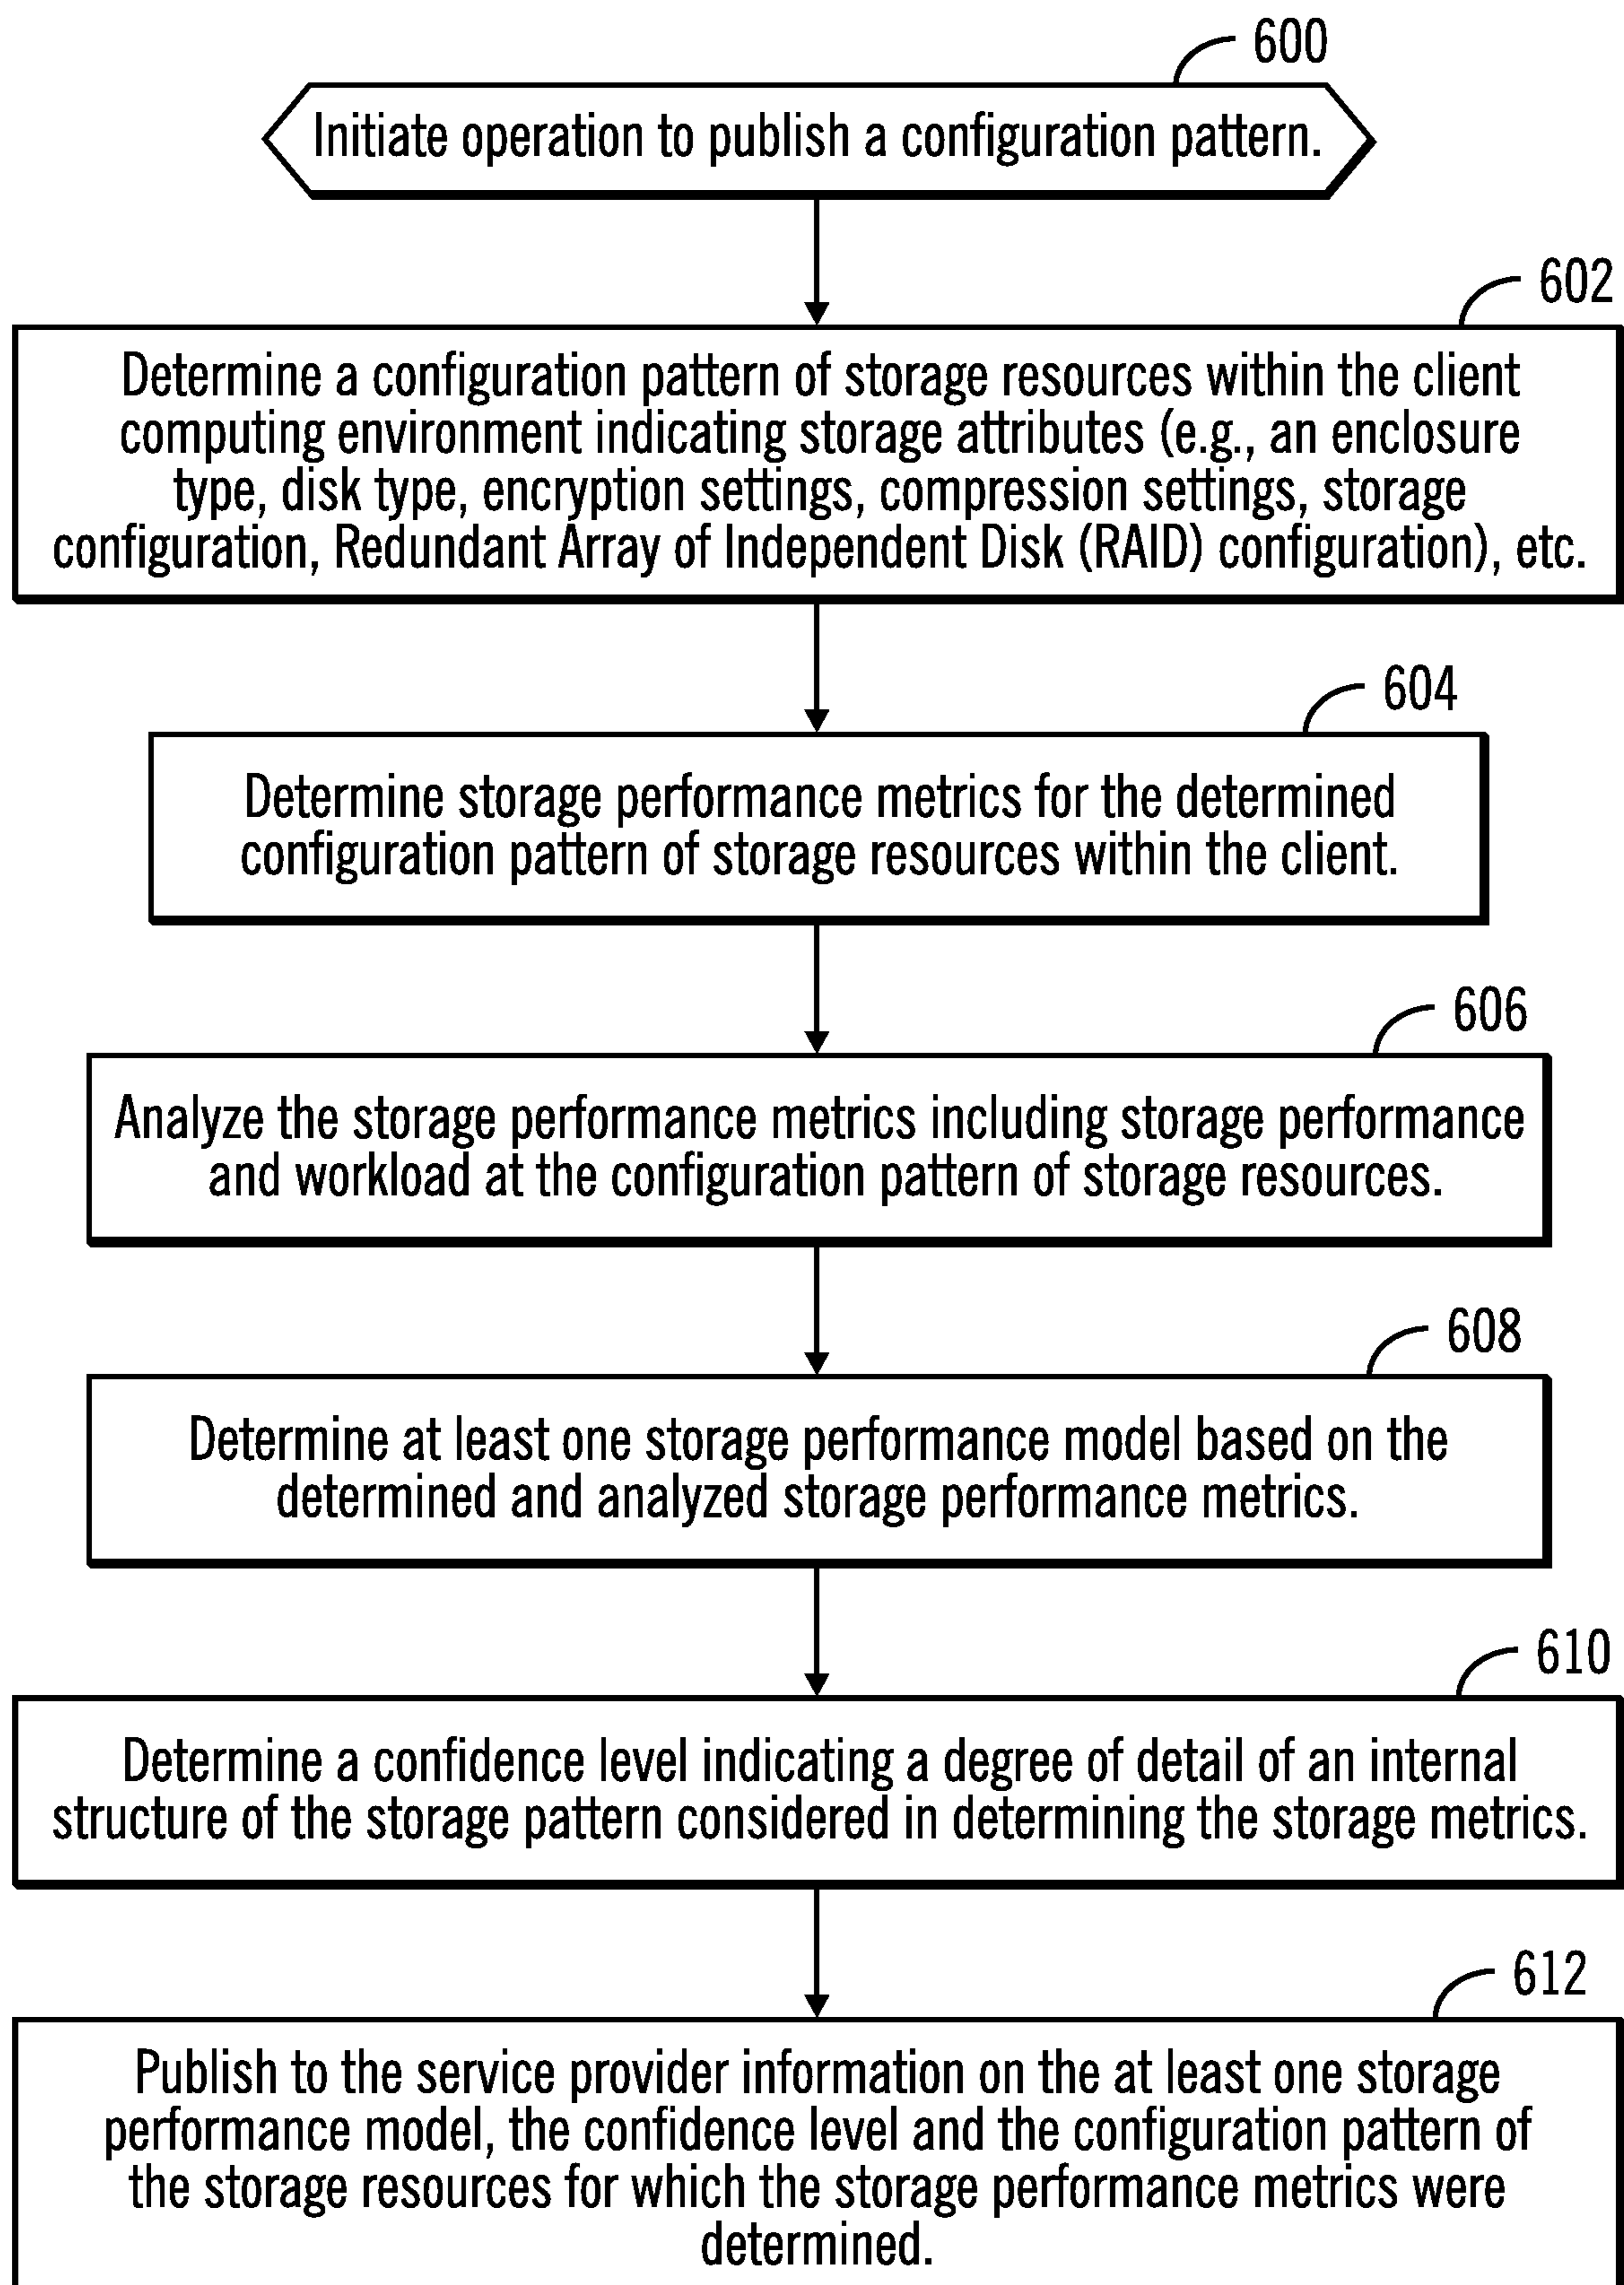 600
Initiate operation to publish a configuration pattern.
602
Determine a configuration pattern of storage resources within the client
computing environment indicating storage attributes (e.g., an enclosure
type, disk type, encryption settings, compression settings, storage
configuration, Redundant Array of Independent Disk (RAID) configuration), etc.
604
Determine storage performance metrics for the determined
configuration pattern of storage resources within the client.
606
Analyze the storage performance metrics including storage performance
and workload at the configuration pattern of storage resources.
608
Determine at least one storage performance model based on the
determined and analyzed storage performance metrics.
610
Determine a confidence level indicating a degree of detail of an internal
structure of the storage pattern considered in determining the storage metrics.
612
Publish to the service provider information on the at least one storage
performance model, the confidence level and the configuration pattern of
the storage resources for which the storage performance metrics were
determined.